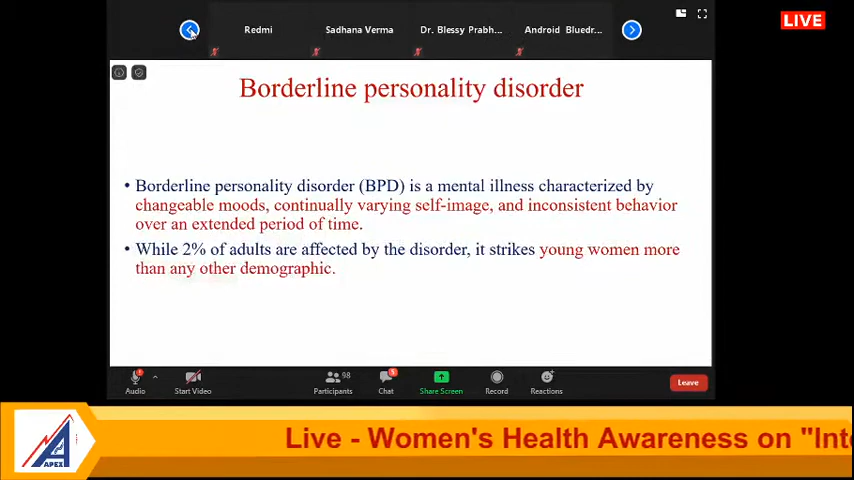 LIVE
Redmi
Sadhana Verma
Dr. Blessy Prabh...
Android Bluedr...
Borderline personality disorder
• Borderline personality disorder (BPD) is a mental illness characterized by
changeable moods, continually varying self-image, and inconsistent behavior
over an extended period of time.
• While 2% of adults are affected by the disorder, it strikes young women more
than any other demographic.
98
Audio
Start Video
Participants
Chat
Share Screen
Record
Reactions
Leave
APEX
Live - Women's Health Awareness on "Inte